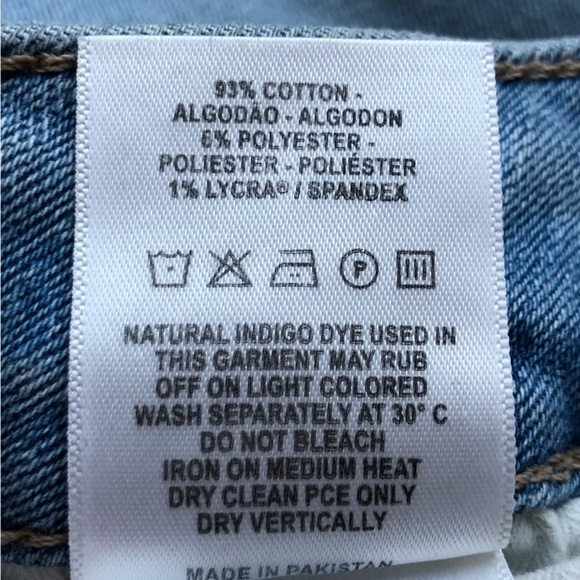 93% COTTON -
ALGODÃO - ALGODON
6% POLYESTER -
POLIESTER - POLIÉSTER
1% LYCRA® / SPANDEX
P
NATURAL INDIGO DYE USED IN
THIS GARMENT MAY RUB
OFF ON LIGHT COLORED
WASH SEPARATELY AT 30° C
DO NOT BLEACH
IRON ON MEDIUM HEAT
DRY CLEAN PCE ONLY
DRY VERTICALLY
MADE IN PAKISTAN